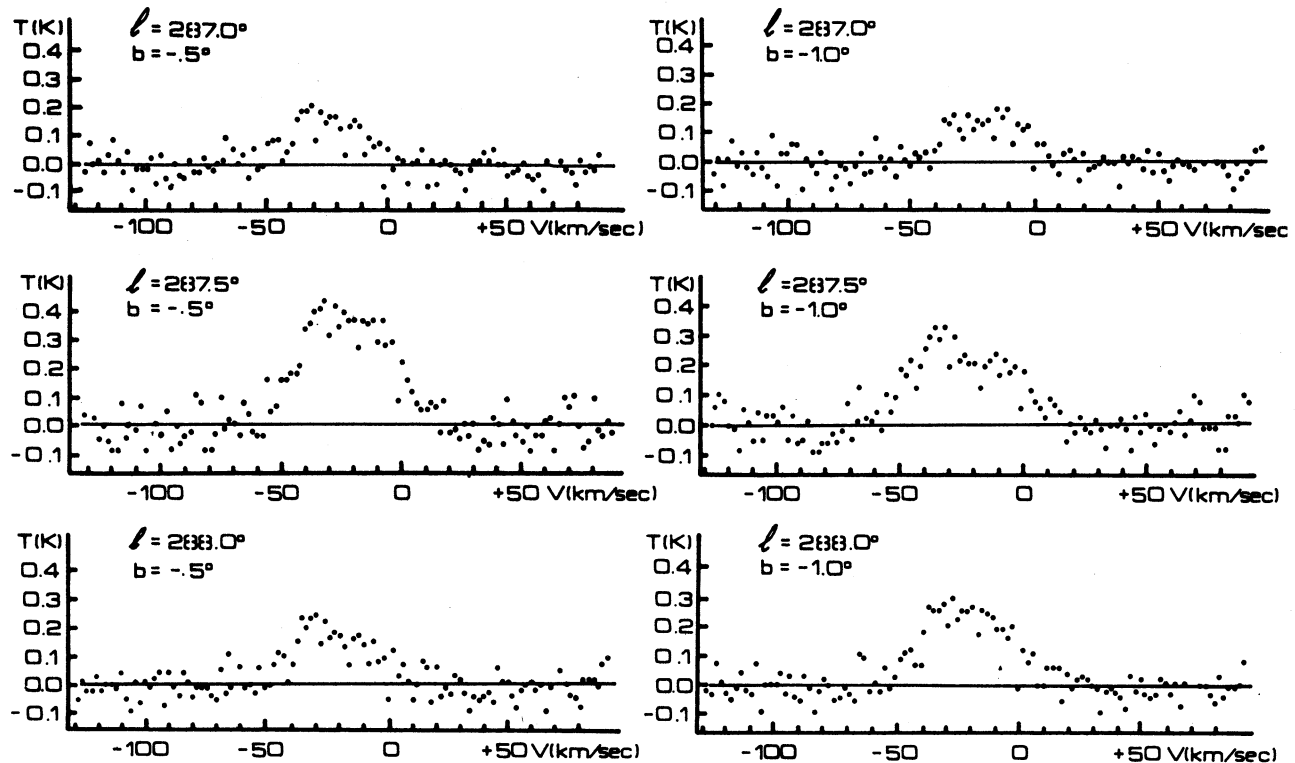 T(K)
ℓ = 287.0°
b = -.5°
0.4
0.3
0.2
0.1
0.0
-0.1
-100 -50 0 +50 V(km/sec)
T(K)
ℓ = 287.0°
b = -1.0°
0.4
0.3
0.2
0.1
0.0
-0.1
-100 -50 0 +50 V(km/sec
T(K)
ℓ = 287.5°
b = -.5°
0.4
0.3
0.2
0.1
0.0
-0.1
-100 -50 0 +50 V(km/sec)
T(K)
ℓ = 287.5°
b = -1.0°
0.4
0.3
0.2
0.1
0.0
-0.1
-100 -50 0 +50 V(km/sec)
T(K)
ℓ = 288.0°
b = -.5°
0.4
0.3
0.2
0.1
0.0
-0.1
-100 -50 0 +50 V(km/sec)
T(K)
ℓ = 288.0°
b = -1.0°
0.4
0.3
0.2
0.1
0.0
-0.1
-100 -50 0 +50 V(km/sec)